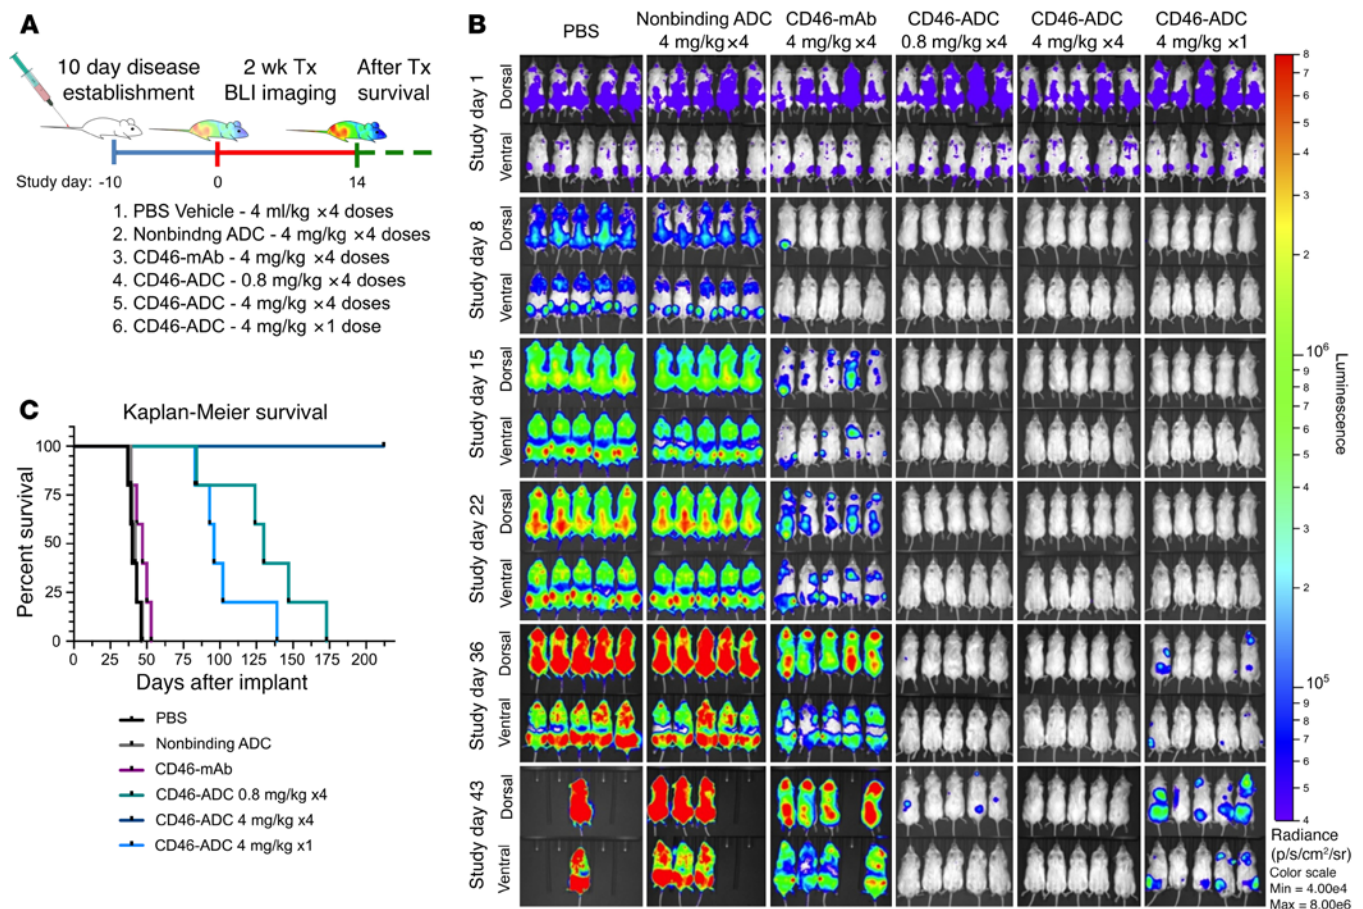 A
10 day disease
establishment
2 wk Tx
BLI imaging
After Tx
survival
Study day: -10
0
14
1. PBS Vehicle - 4 ml/kg ×4 doses
2. Nonbindng ADC - 4 mg/kg ×4 doses
3. CD46-mAb - 4 mg/kg ×4 doses
4. CD46-ADC - 0.8 mg/kg ×4 doses
5. CD46-ADC - 4 mg/kg ×4 doses
6. CD46-ADC - 4 mg/kg ×1 dose
B
PBS
Nonbinding ADC
4 mg/kg ×4
CD46-mAb
4 mg/kg ×4
CD46-ADC
0.8 mg/kg ×4
CD46-ADC
4 mg/kg ×4
CD46-ADC
4 mg/kg ×1
Study day 1
Dorsal
Ventral
Study day 8
Dorsal
Ventral
Study day 15
Dorsal
Ventral
Study day 22
Dorsal
Ventral
Study day 36
Dorsal
Ventral
Study day 43
Dorsal
Ventral
8
7
6
5
4
3
2
10⁶
9
8
7
6
5
4
3
2
10⁵
9
8
7
6
5
4
Luminescence
Radiance
(p/s/cm²/sr)
Color scale
Min = 4.00e4
Max = 8.00e6
C
Kaplan-Meier survival
Percent survival
100
75
50
25
0
0
25
50
75
100
125
150
175
200
Days after implant
PBS
Nonbinding ADC
CD46-mAb
CD46-ADC 0.8 mg/kg x4
CD46-ADC 4 mg/kg x4
CD46-ADC 4 mg/kg x1